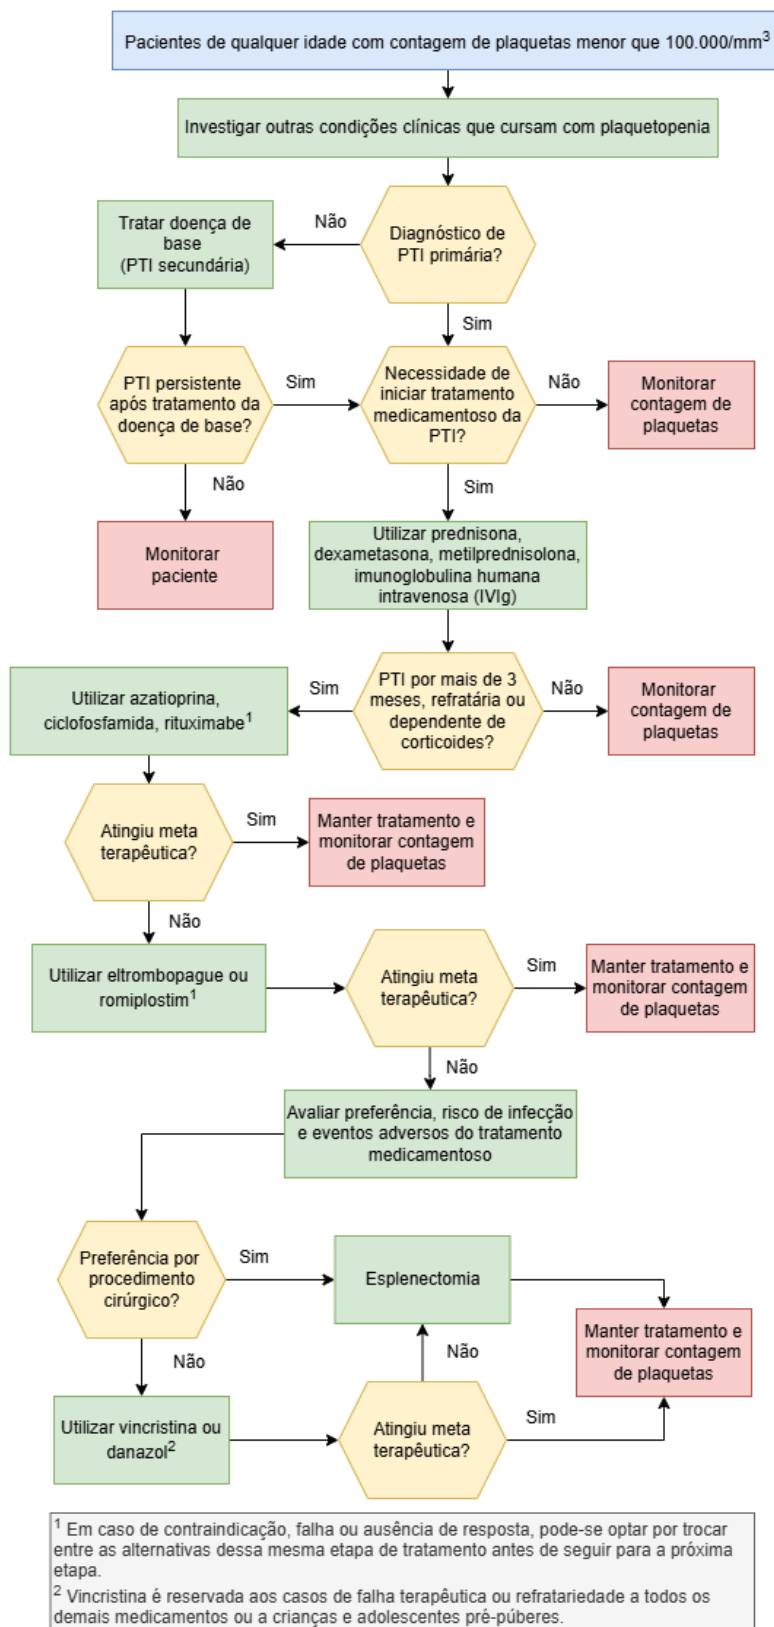 Pacientes de qualquer idade com contagem de plaquetas menor que 100.000/mm³
Investigar outras condições clínicas que cursam com plaquetopenia
Diagnóstico de
PTI primária?
Não
Tratar doença de
base
(PTI secundária)
Sim
PTI persistente
após tratamento da
doença de base?
Sim
Necessidade de
iniciar tratamento
medicamentoso da
PTI?
Não
Monitorar
contagem de
plaquetas
Não
Monitorar
paciente
Sim
Utilizar prednisona,
dexametasona, metilprednisolona,
imunoglobulina humana
intravenosa (IVIg)
PTI por mais de 3
meses, refratária ou
dependente de
corticoides?
Não
Monitorar
contagem de
plaquetas
Sim
Utilizar azatioprina,
ciclofosfamida, rituximabe¹
Atingiu meta
terapêutica?
Sim
Manter tratamento e
monitorar contagem
de plaquetas
Não
Utilizar eltrombopague ou
romiplostim¹
Atingiu meta
terapêutica?
Sim
Manter tratamento e
monitorar contagem
de plaquetas
Não
Avaliar preferência, risco de infecção
e eventos adversos do tratamento
medicamentoso
Preferência por
procedimento
cirúrgico?
Sim
Esplenectomia
Manter tratamento e
monitorar contagem
de plaquetas
Não
Utilizar vincristina ou
danazol²
Atingiu meta
terapêutica?
Não
Sim
¹ Em caso de contraindicação, falha ou ausência de resposta, pode-se optar por trocar
entre as alternativas dessa mesma etapa de tratamento antes de seguir para a próxima
etapa.
² Vincristina é reservada aos casos de falha terapêutica ou refratariedade a todos os
demais medicamentos ou a crianças e adolescentes pré-púberes.